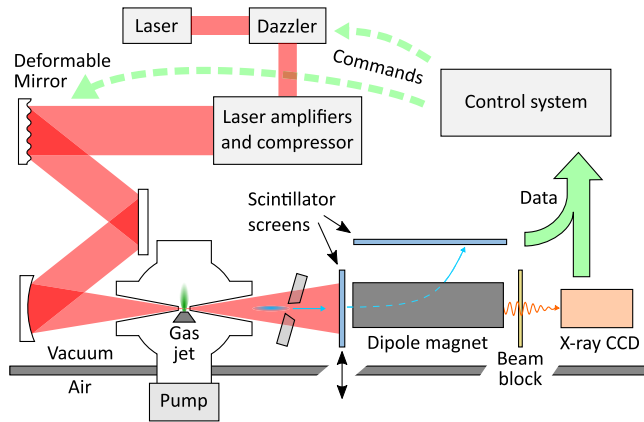 Laser
Dazzler
Deformable
Mirror
Commands
Laser amplifiers
and compressor
Control system
Scintillator
screens
Data
Gas
jet
Dipole magnet
X-ray CCD
Beam
block
Vacuum
Air
Pump